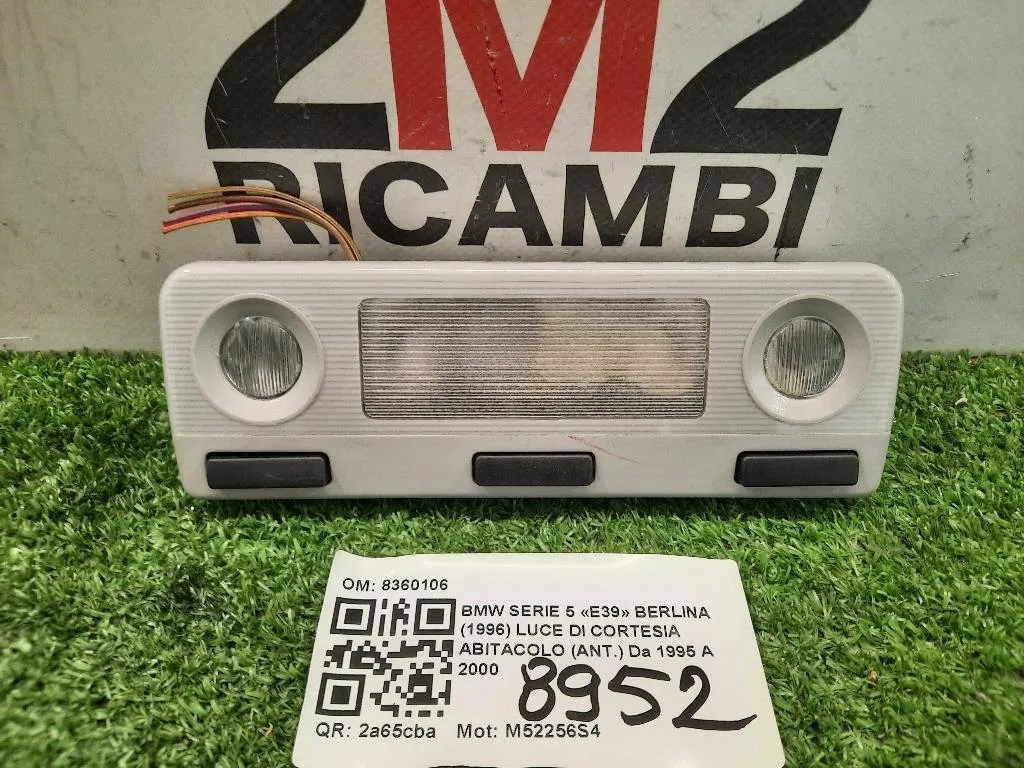 2M2
RICAMBI
OM: 8360106
BMW SERIE 5 «E39» BERLINA
(1996) LUCE DI CORTESIA
ABITACOLO (ANT.) Da 1995 A
2000
8952
QR: 2a65cba Mot: M52256S4